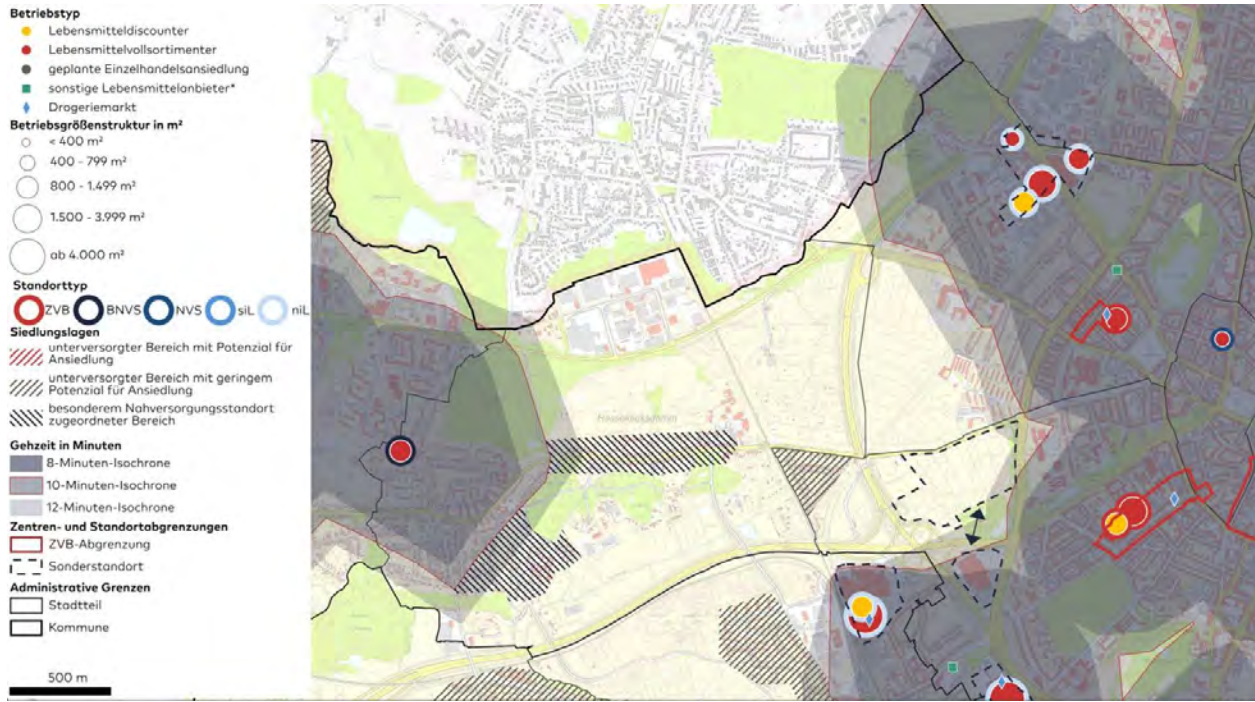 Betriebstyp
Lebensmitteldiscounter
Lebensmittelvollsortimenter
geplante Einzelhandelsansiedlung
sonstige Lebensmittelanbieter*
Drogeriemarkt
Betriebsgrößenstruktur in m²
< 400 m²
400 - 799 m²
800 - 1.499 m²
1.500 - 3.999 m²
ab 4.000 m²
Standorttyp
ZVB BNVS NVS siL niL
Siedlungslagen
unterversorgter Bereich mit Potenzial für
Ansiedlung
unterversorgter Bereich mit geringem
Potenzial für Ansiedlung
besonderem Nahversorgungsstandort
zugeordneter Bereich
Gehzeit in Minuten
8-Minuten-Isochrone
10-Minuten-Isochrone
12-Minuten-Isochrone
Zentren- und Standortabgrenzungen
ZVB-Abgrenzung
Sonderstandort
Administrative Grenzen
Stadtteil
Kommune
500 m